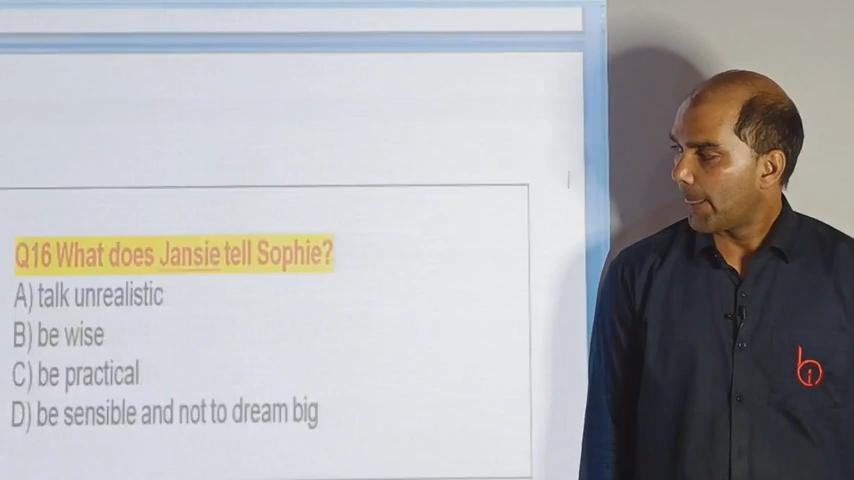 Q16 What does Jansie tell Sophie?
A) talk unrealistic
B) be wise
C) be practical
D) be sensible and not to dream big
bi